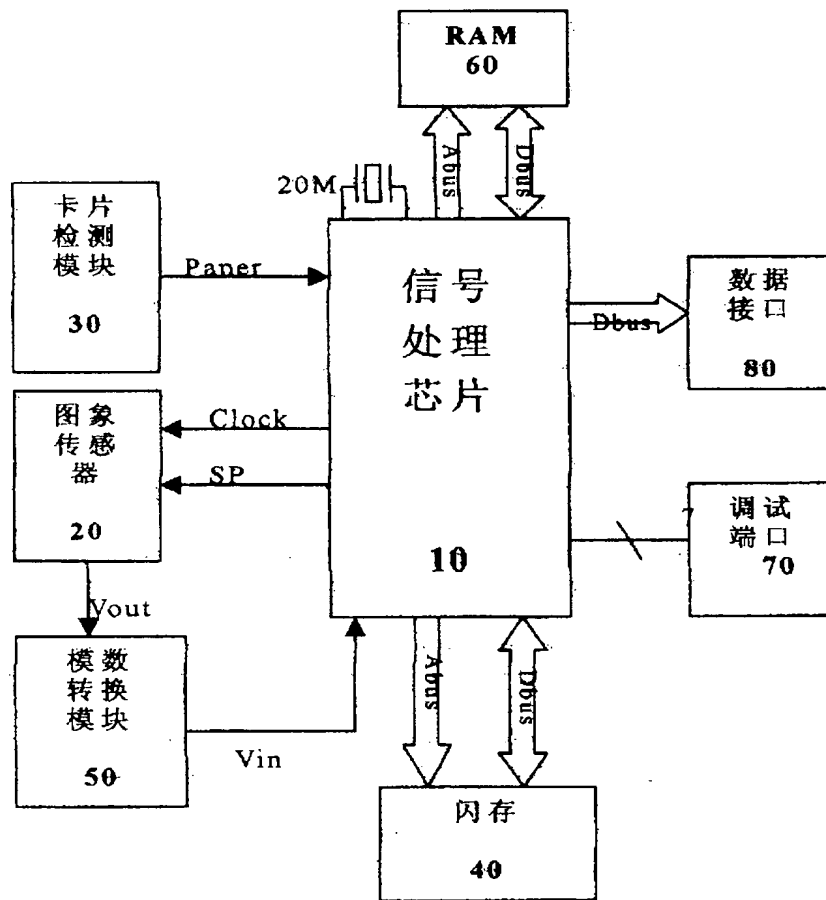 RAM
60
Abus
Dbus
20M
卡片
检测
模块
30
Paner
信号
处理
芯片
10
Dbus
数据
接口
80
图象
传感
器
20
Clock
SP
7
调试
端口
70
Vout
模数
转换
模块
50
Vin
Abus
Dbus
闪存
40